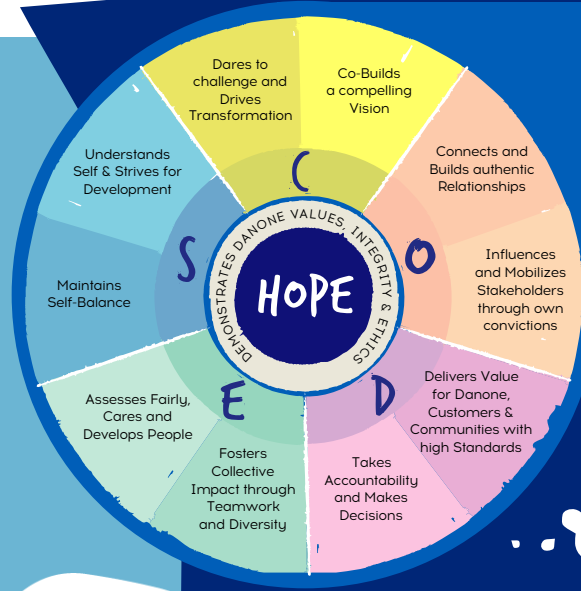 Dares to
challenge and
Drives
Transformation
Co-Builds
a compelling
Vision
Connects and
Builds authentic
Relationships
Influences
and Mobilizes
Stakeholders
through own
convictions
Delivers Value
for Danone,
Customers &
Communities with
high Standards
Takes
Accountability
and Makes
Decisions
Fosters
Collective
Impact through
Teamwork
and Diversity
Assesses Fairly,
Cares and
Develops People
Maintains
Self-Balance
Understands
Self & Strives for
Development
C
O
D
E
S
DEMONSTRATES DANONE VALUES, INTEGRITY & ETHICS
HOPE